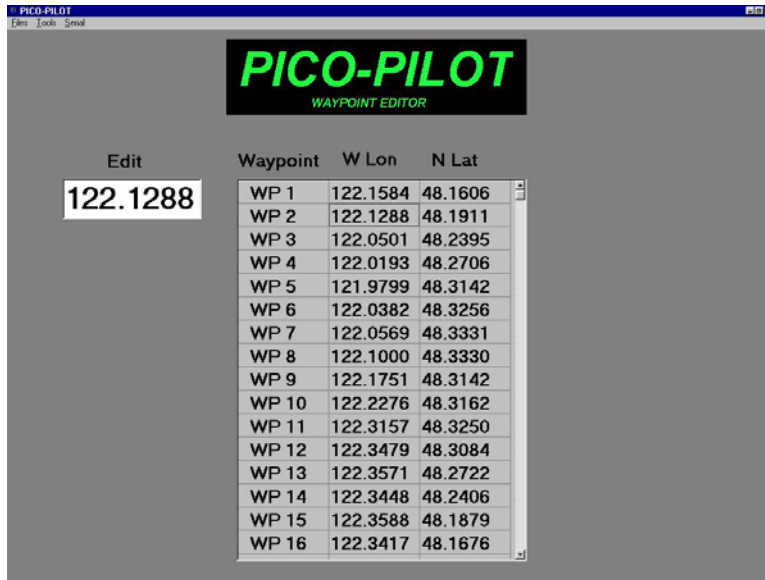 PICO-PILOT
Files Tools Serial
PICO-PILOT
WAYPOINT EDITOR
Edit
122.1288
Waypoint W Lon N Lat
WP 1 122.1584 48.1606
WP 2 122.1288 48.1911
WP 3 122.0501 48.2395
WP 4 122.0193 48.2706
WP 5 121.9799 48.3142
WP 6 122.0382 48.3256
WP 7 122.0569 48.3331
WP 8 122.1000 48.3330
WP 9 122.1751 48.3142
WP 10 122.2276 48.3162
WP 11 122.3157 48.3250
WP 12 122.3479 48.3084
WP 13 122.3571 48.2722
WP 14 122.3448 48.2406
WP 15 122.3588 48.1879
WP 16 122.3417 48.1676